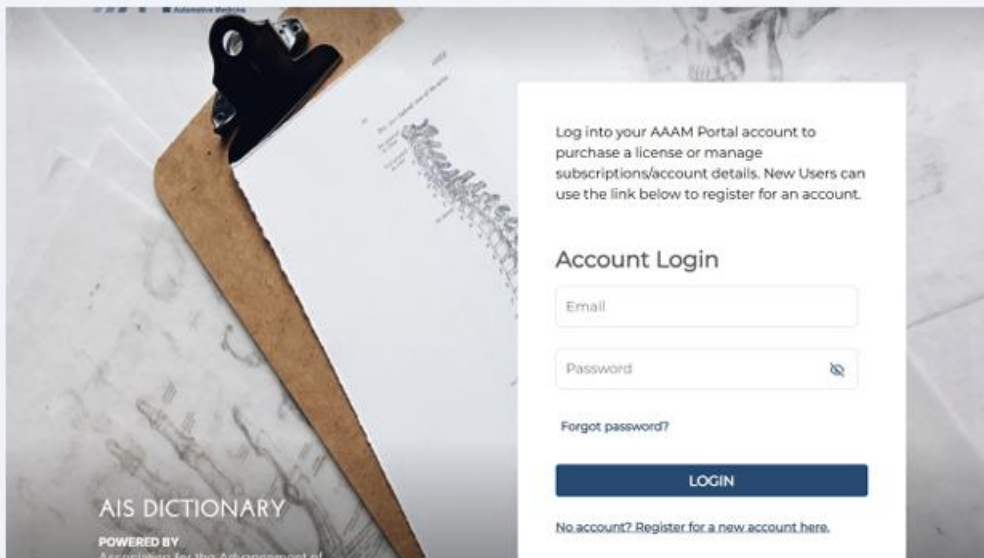 Automotive Medicine
Log into your AAAM Portal account to
purchase a license or manage
subscriptions/account details. New Users can
use the link below to register for an account.
Account Login
Email
Password
Forgot password?
LOGIN
No account? Register for a new account here.
AIS DICTIONARY
POWERED BY
Association for the Advancement of